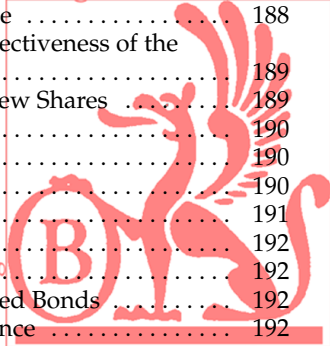 e . . . . . . . . . . . . . . . . . . 188
ectiveness of the
. . . . . . . . . . . . . . . . . . . . . 189
ew Shares . . . . . . . . . . 189
. . . . . . . . . . . . . . . . . . . . . 190
. . . . . . . . . . . . . . . . . . . . . 190
. . . . . . . . . . . . . . . . . . . . . 190
. . . . . . . . . . . . . . . . . . . . . 191
. . . . . . . . . . . . . . . . . . . . . 192
. . . . . . . . . . . . . . . . . . . . . 192
ed Bonds . . . . . . . . . . . 192
nce . . . . . . . . . . . . . . . . 192
B